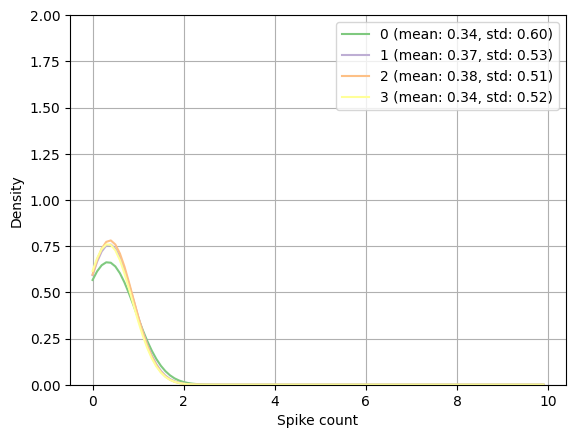 2.00
1.75
1.50
1.25
1.00
0.75
0.50
0.25
0.00
Density
0 (mean: 0.34, std: 0.60)
1 (mean: 0.37, std: 0.53)
2 (mean: 0.38, std: 0.51)
3 (mean: 0.34, std: 0.52)
0 2 4 6 8 10
Spike count